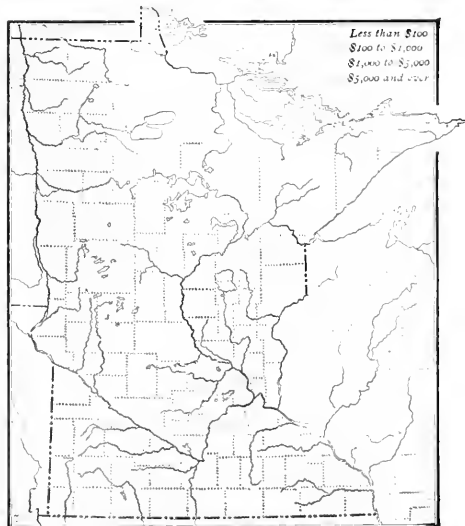 Less than $100
$100 to $1,000
$1,000 to $5,000
$5,000 and over